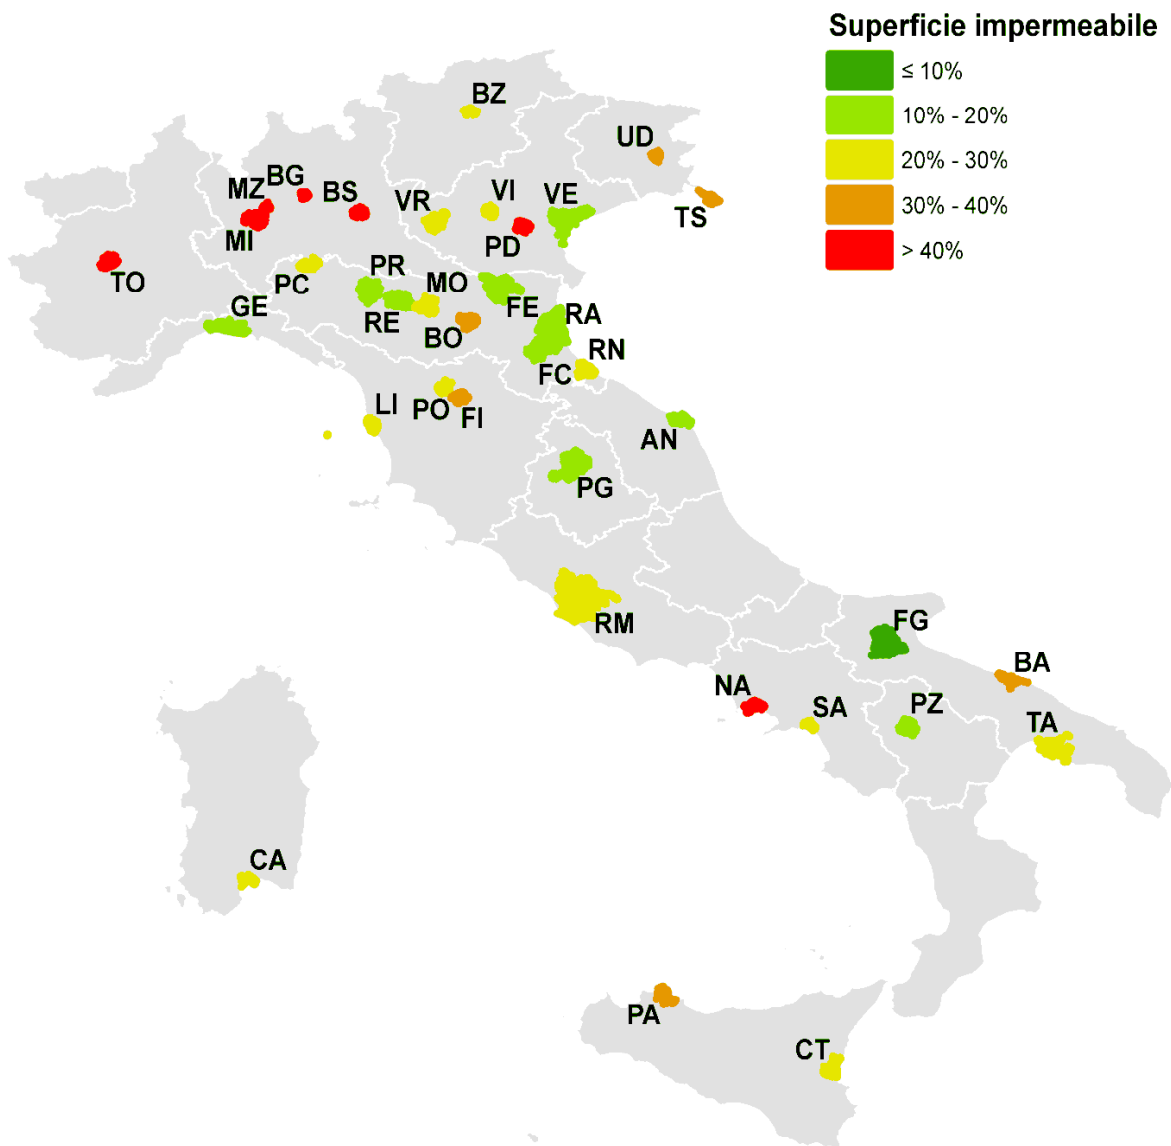 Superficie impermeabile
≤ 10%
10% - 20%
20% - 30%
30% - 40%
> 40%
BZ
UD
BG
MZ
BS
VR
VI
VE
TS
MI
PD
TO
PC
PR
MO
GE
RE
FE
BO
RA
RN
FC
LI
PO
FI
AN
PG
RM
FG
BA
NA
SA
PZ
TA
CA
PA
CT